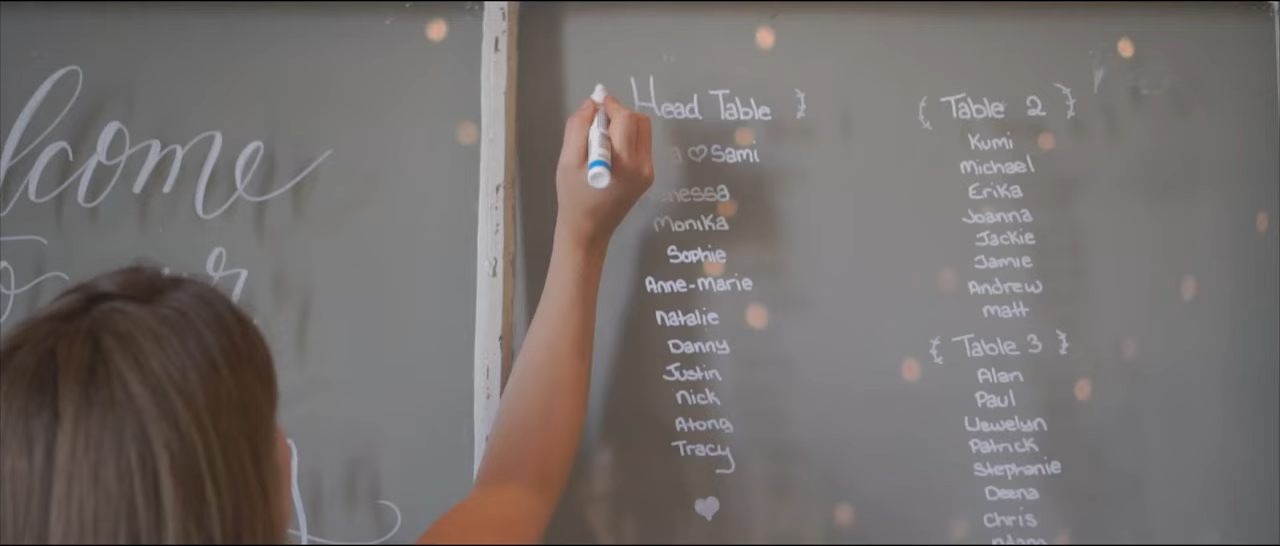 Head Table
♡ Sami
Monika
Sophie
Anne-Marie
Natalie
Danny
Justin
Nick
Atong
Tracy
{ Table 2 }
Kumi
Michael
Erika
Joanna
Jackie
Jamie
Andrew
matt
{ Table 3 }
Alan
Paul
Llewelyn
Patrick
Stephanie
Deena
Chris